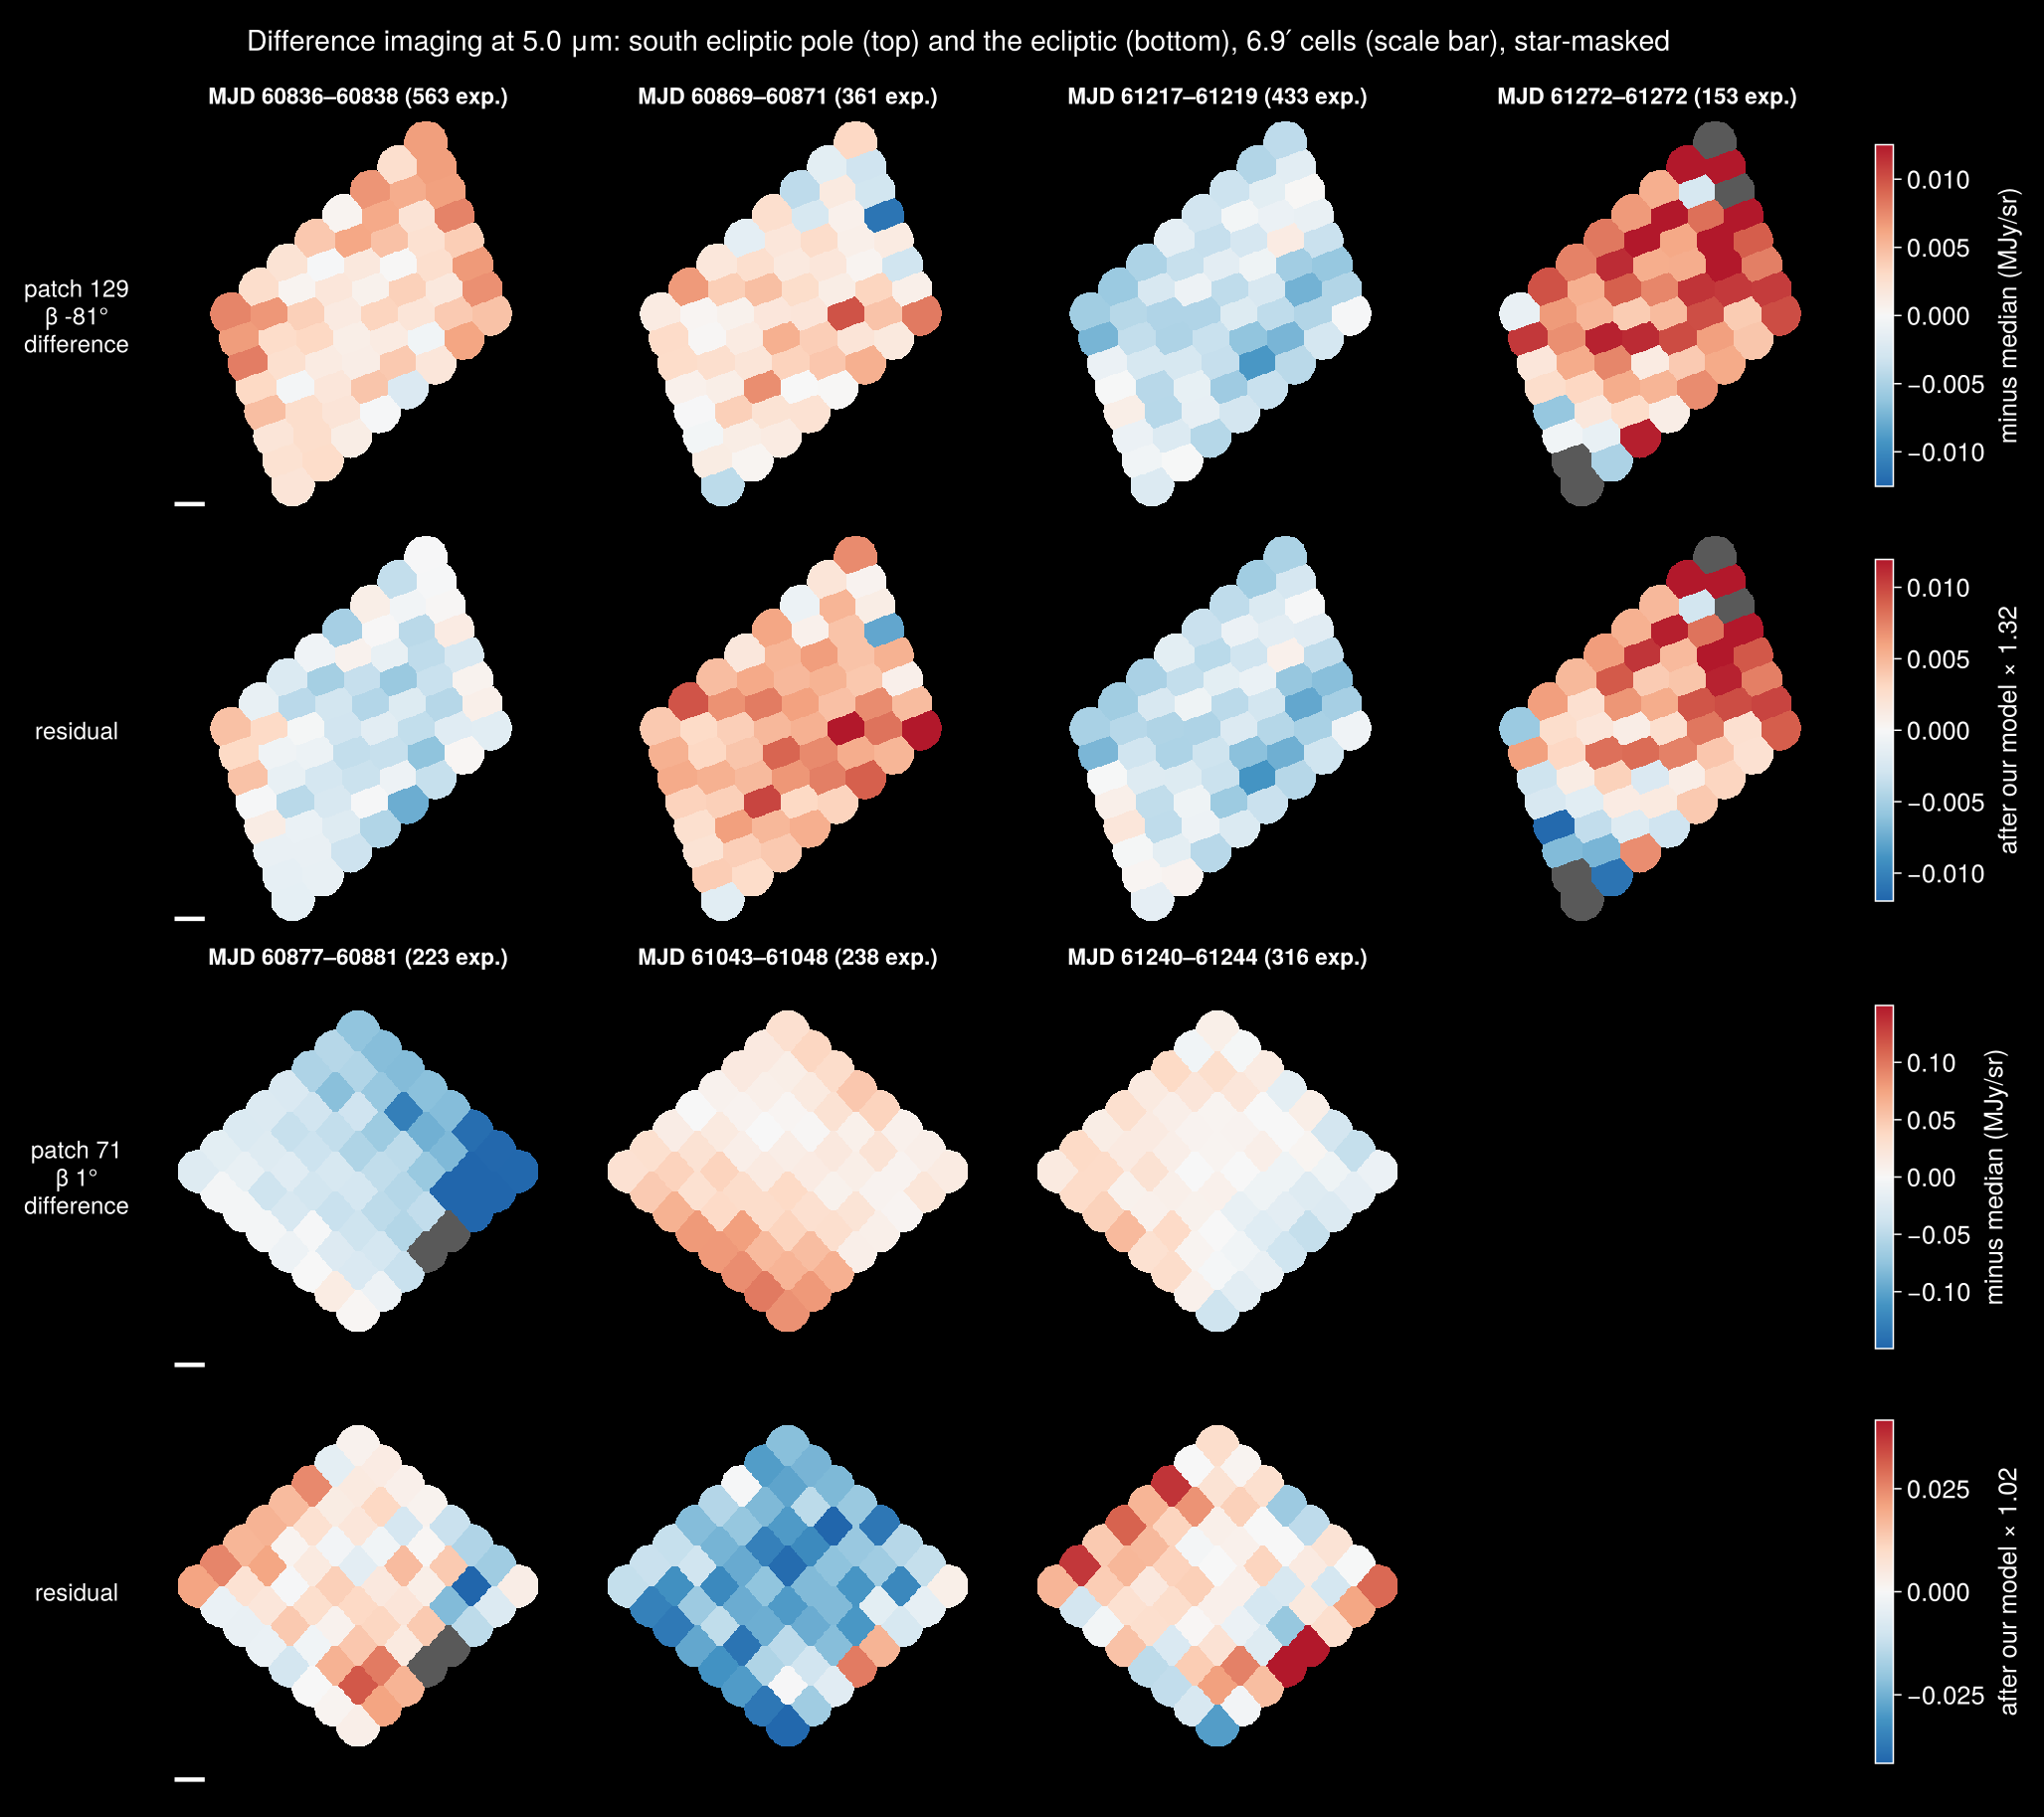 Difference imaging at 5.0 µm: south ecliptic pole (top) and the ecliptic (bottom), 6.9′ cells (scale bar), star-masked
MJD 60836–60838 (563 exp.)
MJD 60869–60871 (361 exp.)
MJD 61217–61219 (433 exp.)
MJD 61272–61272 (153 exp.)
patch 129
β -81°
difference
0.010
0.005
0.000
−0.005
−0.010
minus median (MJy/sr)
residual
0.010
0.005
0.000
−0.005
−0.010
after our model × 1.32
MJD 60877–60881 (223 exp.)
MJD 61043–61048 (238 exp.)
MJD 61240–61244 (316 exp.)
patch 71
β 1°
difference
0.10
0.05
0.00
−0.05
−0.10
minus median (MJy/sr)
residual
0.025
0.000
−0.025
after our model × 1.02